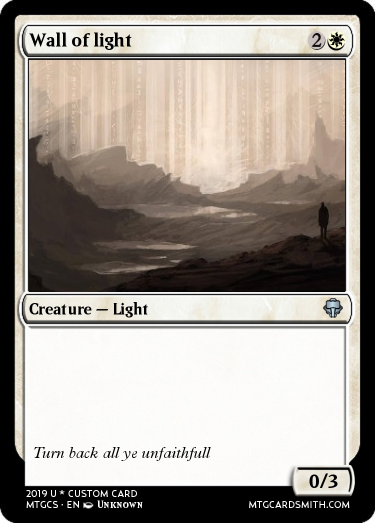 Wall of light 2
Creature — Light
Turn back all ye unfaithfull
0/3
2019 U * CUSTOM CARD
MTGCS • EN Unknown
MTGCARDSMITH.COM